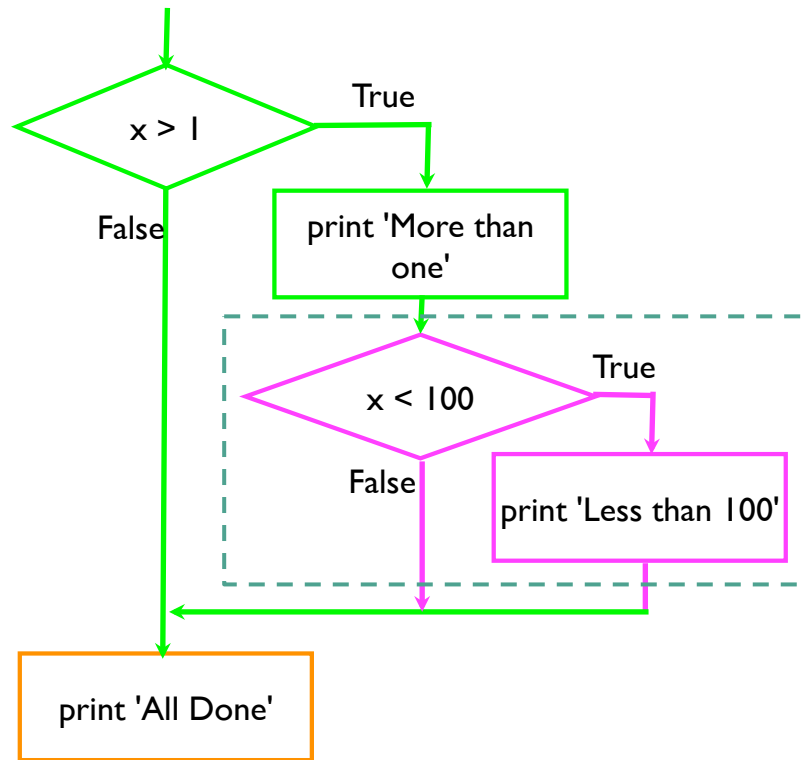 True
x > 1
False
print 'More than
one'
True
x < 100
False
print 'Less than 100'
print 'All Done'